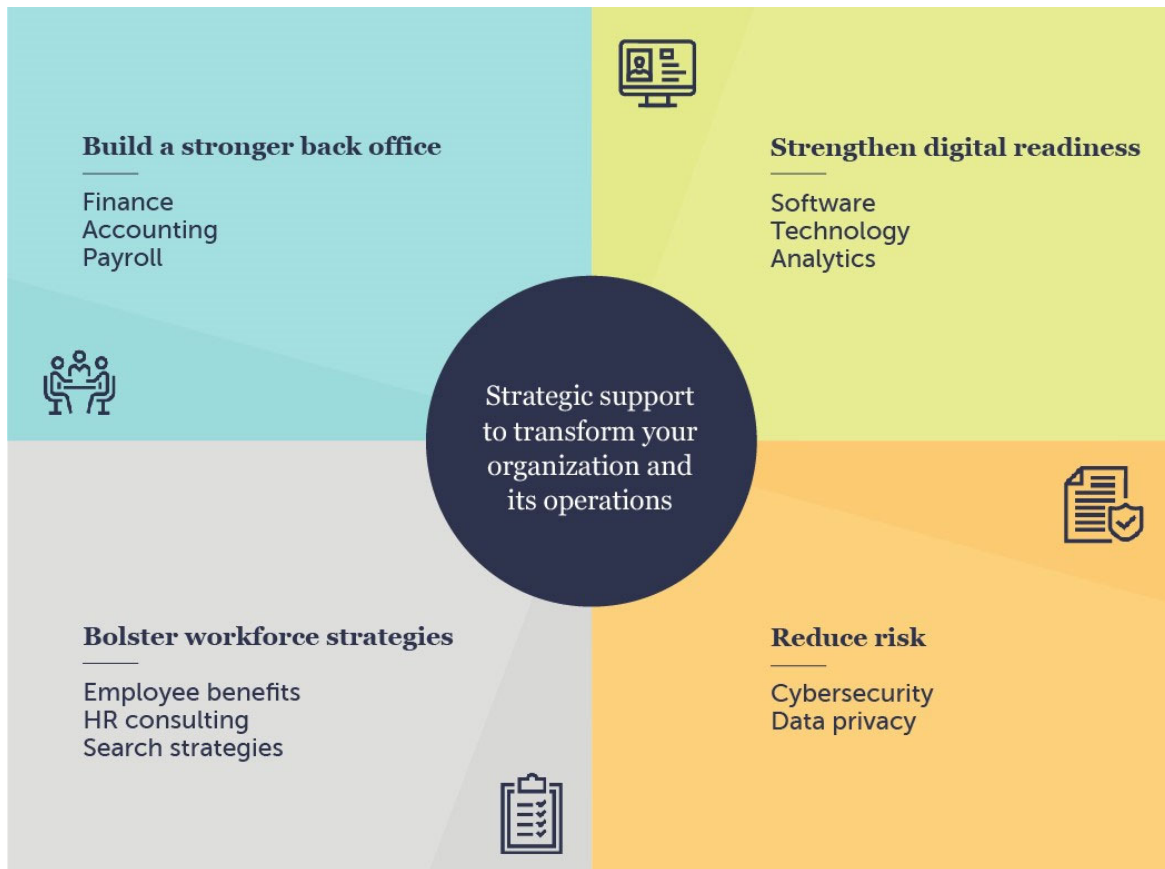 Build a stronger back office
Finance
Accounting
Payroll
Strengthen digital readiness
Software
Technology
Analytics
Strategic support
to transform your
organization and
its operations
Bolster workforce strategies
Employee benefits
HR consulting
Search strategies
Reduce risk
Cybersecurity
Data privacy